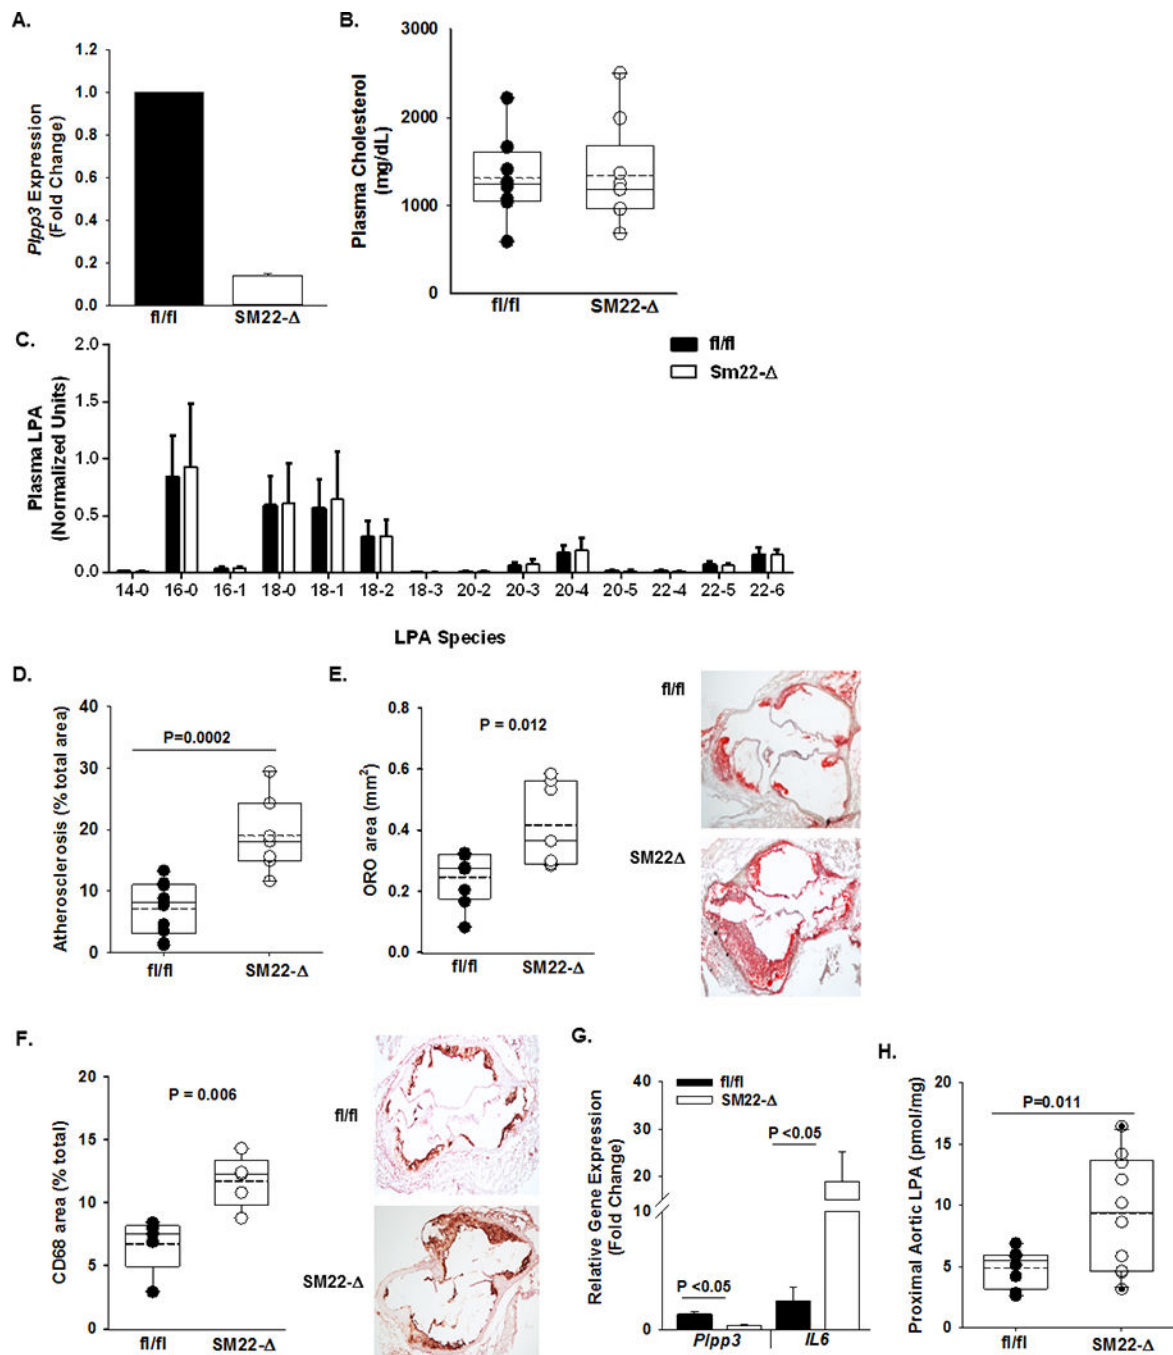 A.
Plpp3 Expression
(Fold Change)
1.2
1.0
0.8
0.6
0.4
0.2
0.0
fl/fl
SM22-Δ
B.
Plasma Cholesterol
(mg/dL)
3000
2000
1000
0
fl/fl
SM22-Δ
C.
Plasma LPA
(Normalized Units)
2.0
1.5
1.0
0.5
0.0
fl/fl
Sm22-Δ
14-0 16-0 16-1 18-0 18-1 18-2 18-3 20-2 20-3 20-4 20-5 22-4 22-5 22-6
LPA Species
D.
Atherosclerosis (% total area)
40
30
20
10
0
P=0.0002
fl/fl
SM22-Δ
E.
ORO area (mm²)
0.8
0.6
0.4
0.2
0.0
P = 0.012
fl/fl
SM22-Δ
fl/fl
SM22Δ
F.
CD68 area (% total)
20
15
10
5
0
P = 0.006
fl/fl
SM22-Δ
fl/fl
SM22-Δ
G.
Relative Gene Expression
(Fold Change)
40
30
20
10
0
fl/fl
SM22-Δ
P <0.05
P <0.05
Plpp3
IL6
H.
Proximal Aortic LPA (pmol/mg)
20
15
10
5
0
P=0.011
fl/fl
SM22-Δ